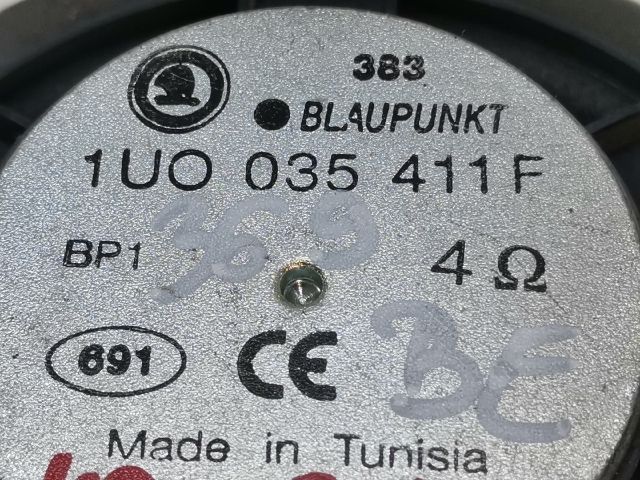 383
BLAUPUNKT
1U0 035 411 F
BP1
369
4 Ω
691
CE
BE
Made in Tunisia